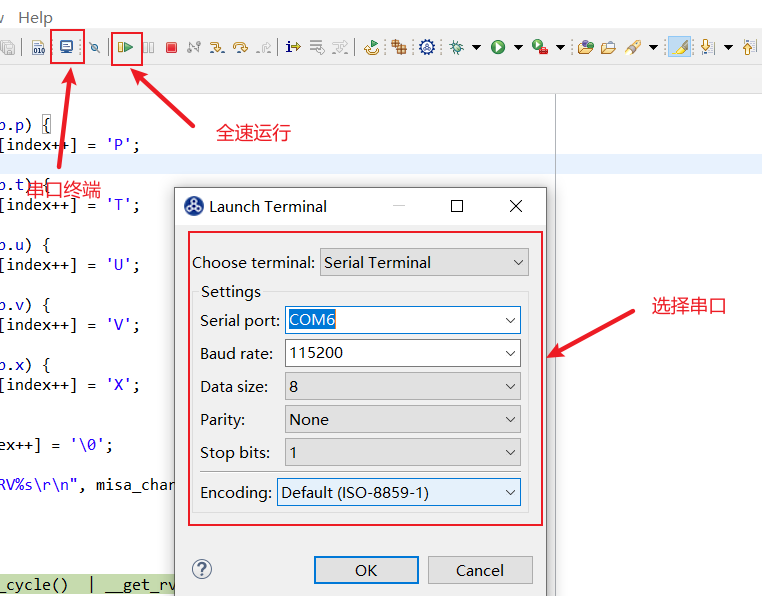 Help
010
b.p) {
[index++] = 'P';
全速运行
b.t) {
串口终端
[index++] = 'T';
b.u) {
[index++] = 'U';
b.v) {
[index++] = 'V';
b.x) {
[index++] = 'X';
ex++] = '\0';
RV%s\r\n", misa_char
_cycle() | __get_rv
Launch Terminal
Choose terminal: Serial Terminal
Settings
Serial port: COM6
选择串口
Baud rate: 115200
Data size: 8
Parity: None
Stop bits: 1
Encoding: Default (ISO-8859-1)
OK Cancel